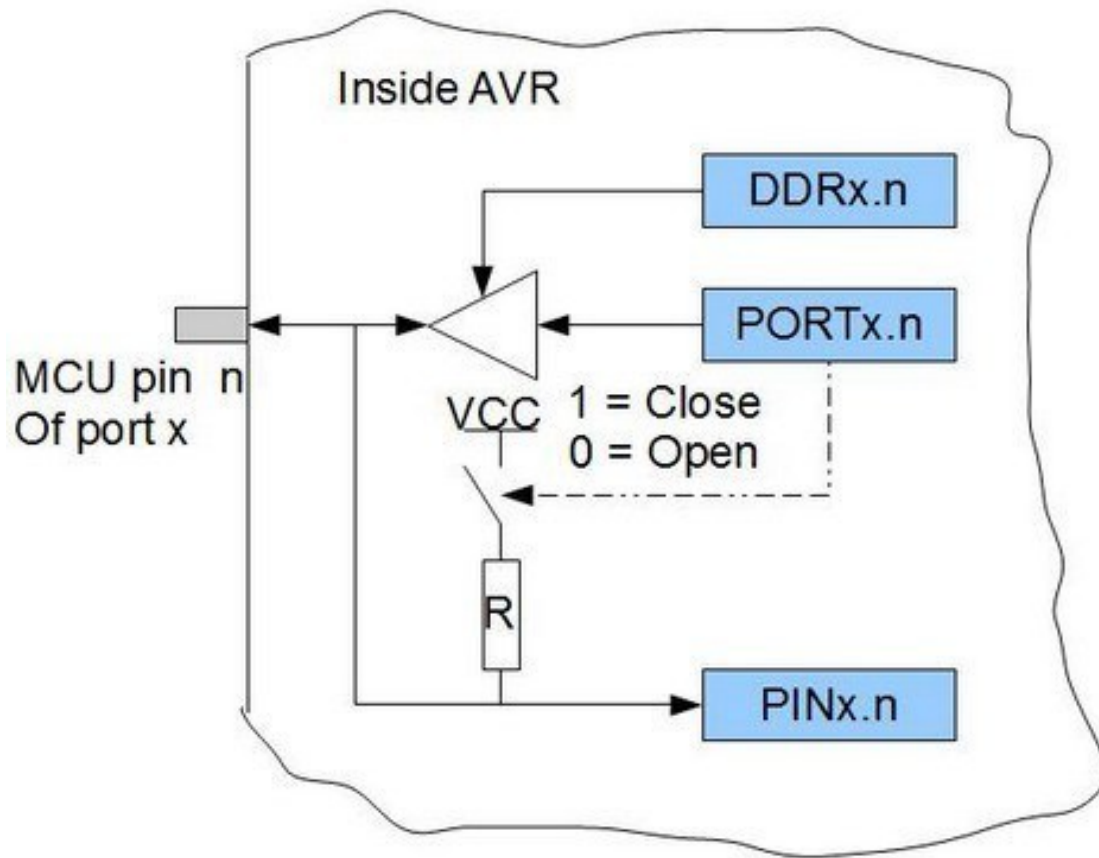 Inside AVR
DDRx.n
PORTx.n
MCU pin n
Of port x
VCC
1 = Close
0 = Open
R
PINx.n